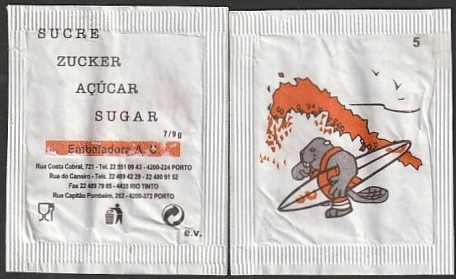 SUCRE
ZUCKER
AÇÚCAR
SUGAR
7/9g
Embaladora A. C.
Rua Costa Cabral, 721 - Tel. 22 551 09 43 - 4200-224 PORTO
Rua do Caneiro - Tels. 22 489 42 29 - 22 480 91 52
Fax 22 489 79 05 - 4435 RIO TINTO
Rua Capitão Pombeiro, 262 - 4200-372 PORTO
e.v.
5